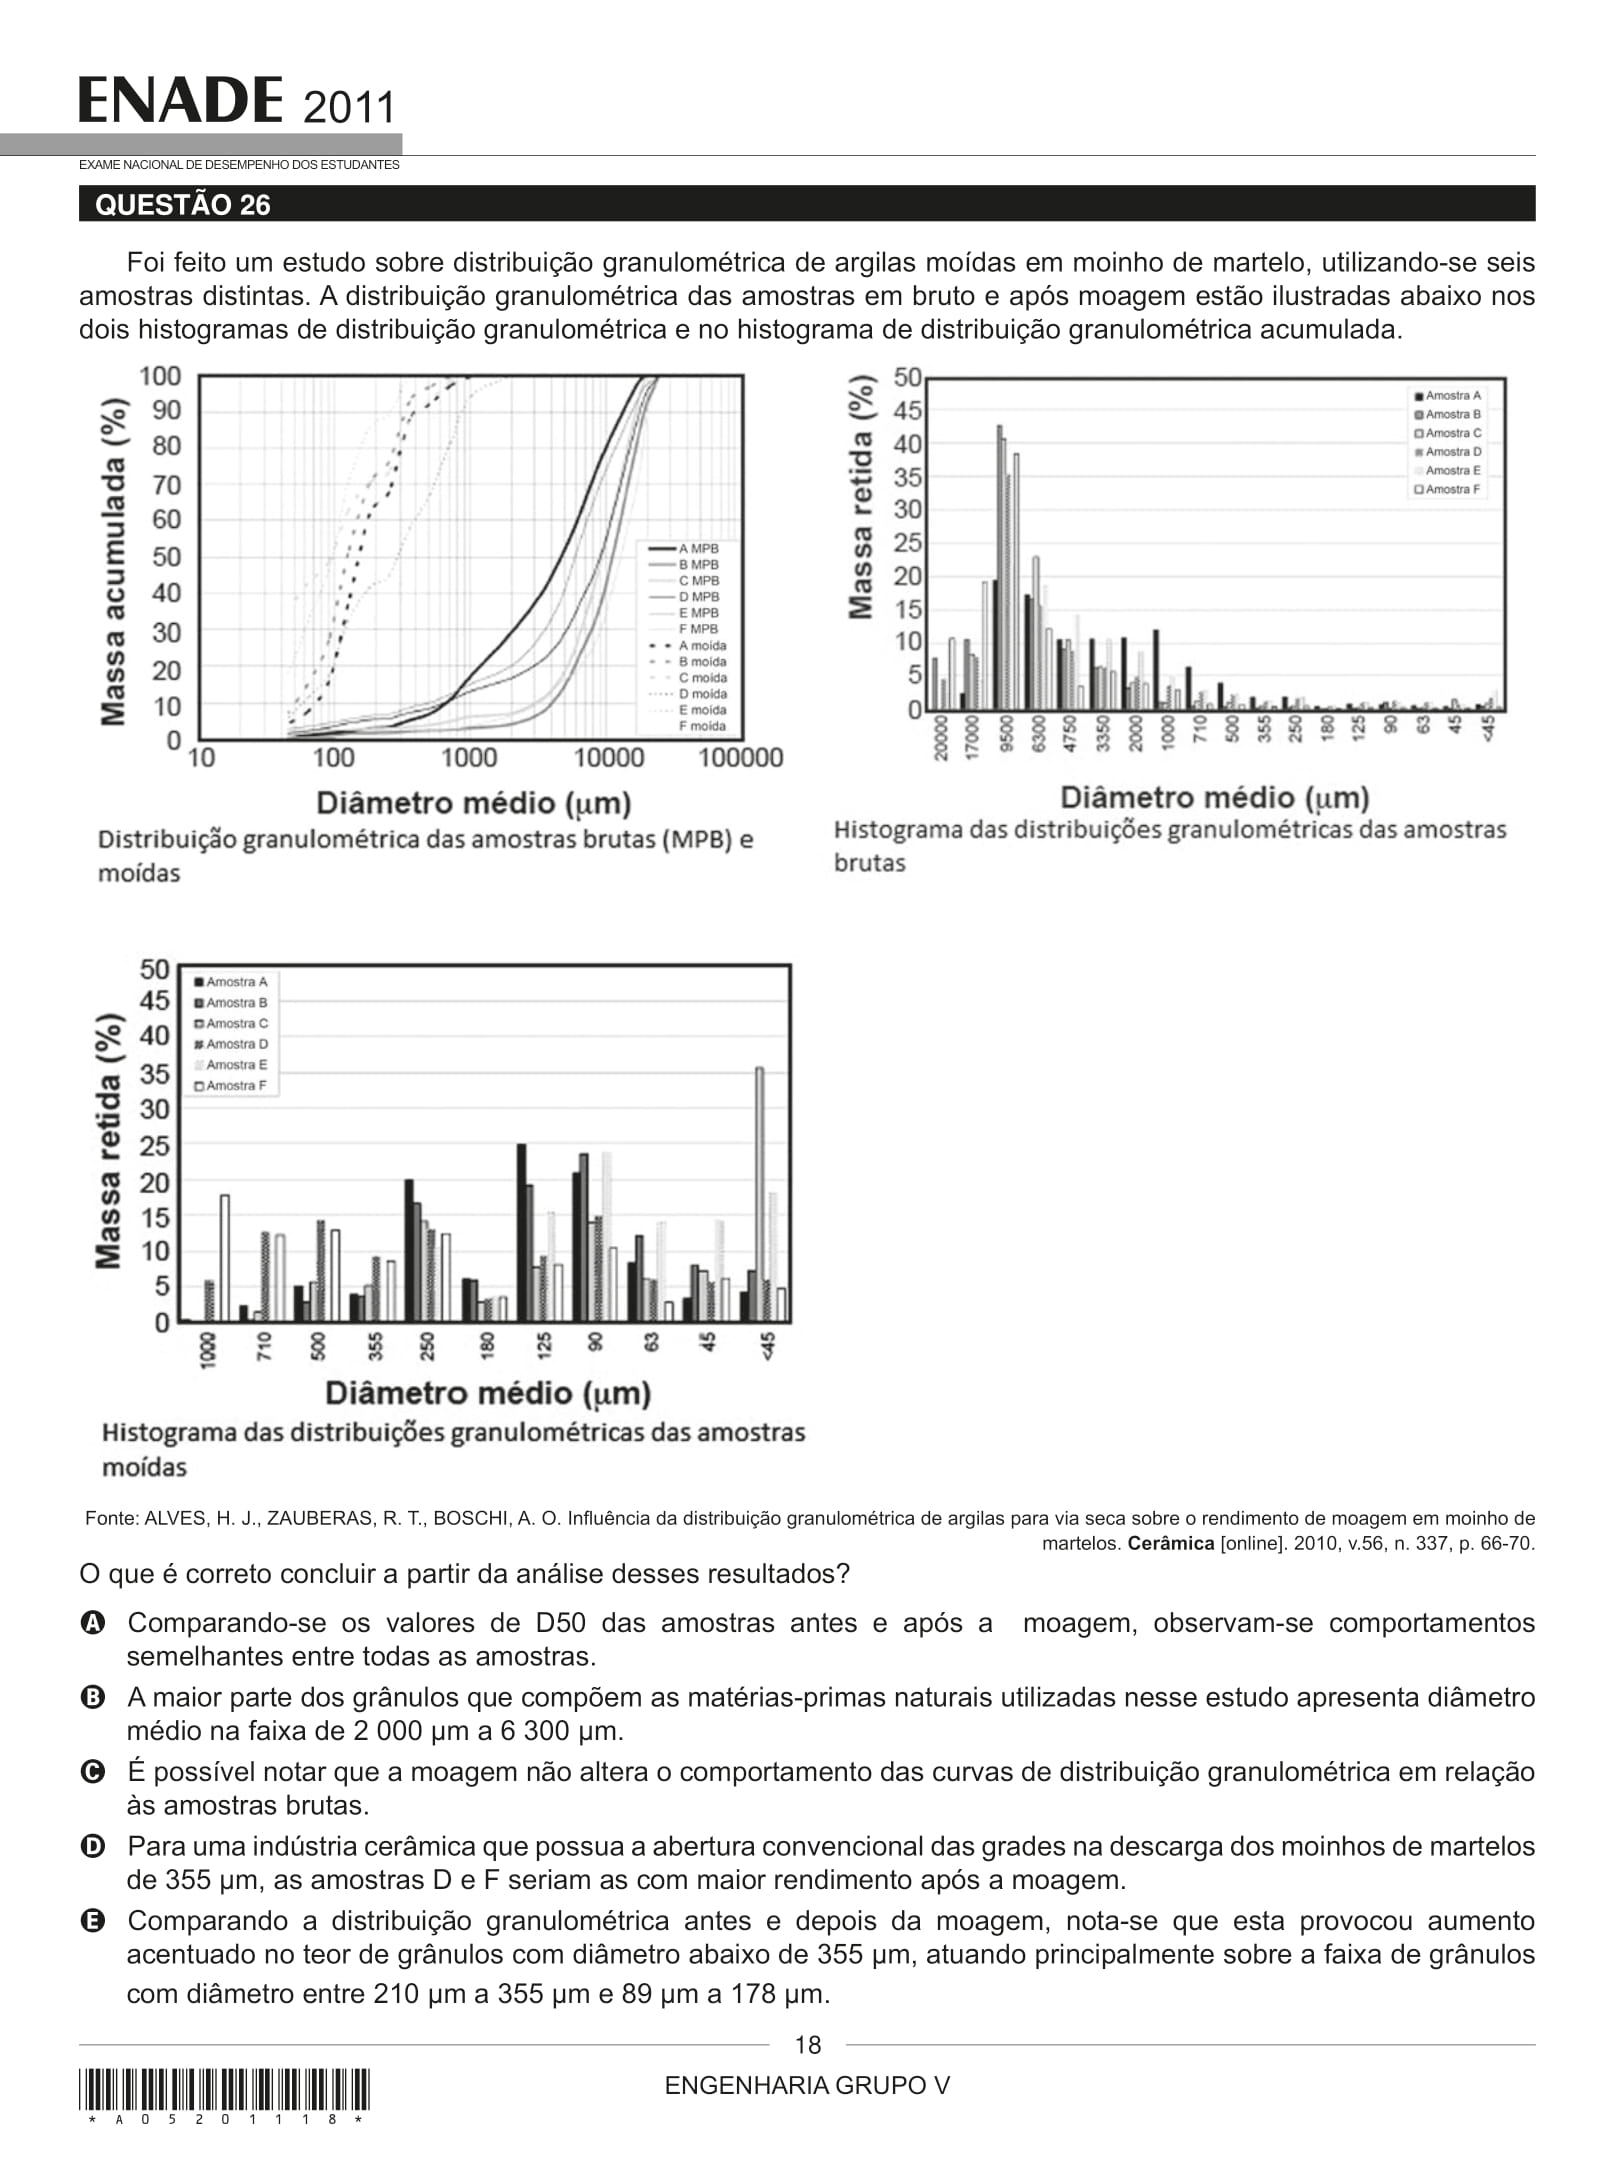 ENADE 2011
EXAME NACIONAL DE DESEMPENHO DOS ESTUDANTES
QUESTÃO 26
Foi feito um estudo sobre distribuição granulométrica de argilas moídas em moinho de martelo, utilizando-se seis
amostras distintas. A distribuição granulométrica das amostras em bruto e após moagem estão ilustradas abaixo nos
dois histogramas de distribuição granulométrica e no histograma de distribuição granulométrica acumulada.
Massa acumulada (%)
100
90
80
70
60
50
40
30
20
10
0
10 100 1000 10000 100000
A MPB
B MPB
C MPB
D MPB
E MPB
F MPB
A moida
B moida
C moida
D moida
E moida
F moida
Diâmetro médio (μm)
Distribuição granulométrica das amostras brutas (MPB) e
moídas
Massa retida (%)
50
45
40
35
30
25
20
15
10
5
0
Amostra A
Amostra B
Amostra C
Amostra D
Amostra E
Amostra F
20000 17000 9500 6300 4750 3350 2000 1000 710 500 355 250 180 125 90 63 45 <45
Diâmetro médio (μm)
Histograma das distribuições granulométricas das amostras
brutas
Massa retida (%)
50
45
40
35
30
25
20
15
10
5
0
Amostra A
Amostra B
Amostra C
Amostra D
Amostra E
Amostra F
1000 710 500 355 250 180 125 90 63 45 <45
Diâmetro médio (μm)
Histograma das distribuições granulométricas das amostras
moídas
Fonte: ALVES, H. J., ZAUBERAS, R. T., BOSCHI, A. O. Influência da distribuição granulométrica de argilas para via seca sobre o rendimento de moagem em moinho de
martelos. Cerâmica [online]. 2010, v.56, n. 337, p. 66-70.
O que é correto concluir a partir da análise desses resultados?
A Comparando-se os valores de D50 das amostras antes e após a moagem, observam-se comportamentos
semelhantes entre todas as amostras.
B A maior parte dos grânulos que compõem as matérias-primas naturais utilizadas nesse estudo apresenta diâmetro
médio na faixa de 2 000 μm a 6 300 μm.
C É possível notar que a moagem não altera o comportamento das curvas de distribuição granulométrica em relação
às amostras brutas.
D Para uma indústria cerâmica que possua a abertura convencional das grades na descarga dos moinhos de martelos
de 355 μm, as amostras D e F seriam as com maior rendimento após a moagem.
E Comparando a distribuição granulométrica antes e depois da moagem, nota-se que esta provocou aumento
acentuado no teor de grânulos com diâmetro abaixo de 355 μm, atuando principalmente sobre a faixa de grânulos
com diâmetro entre 210 μm a 355 μm e 89 μm a 178 μm.
18
ENGENHARIA GRUPO V
* A 0 5 2 0 1 1 1 8 *